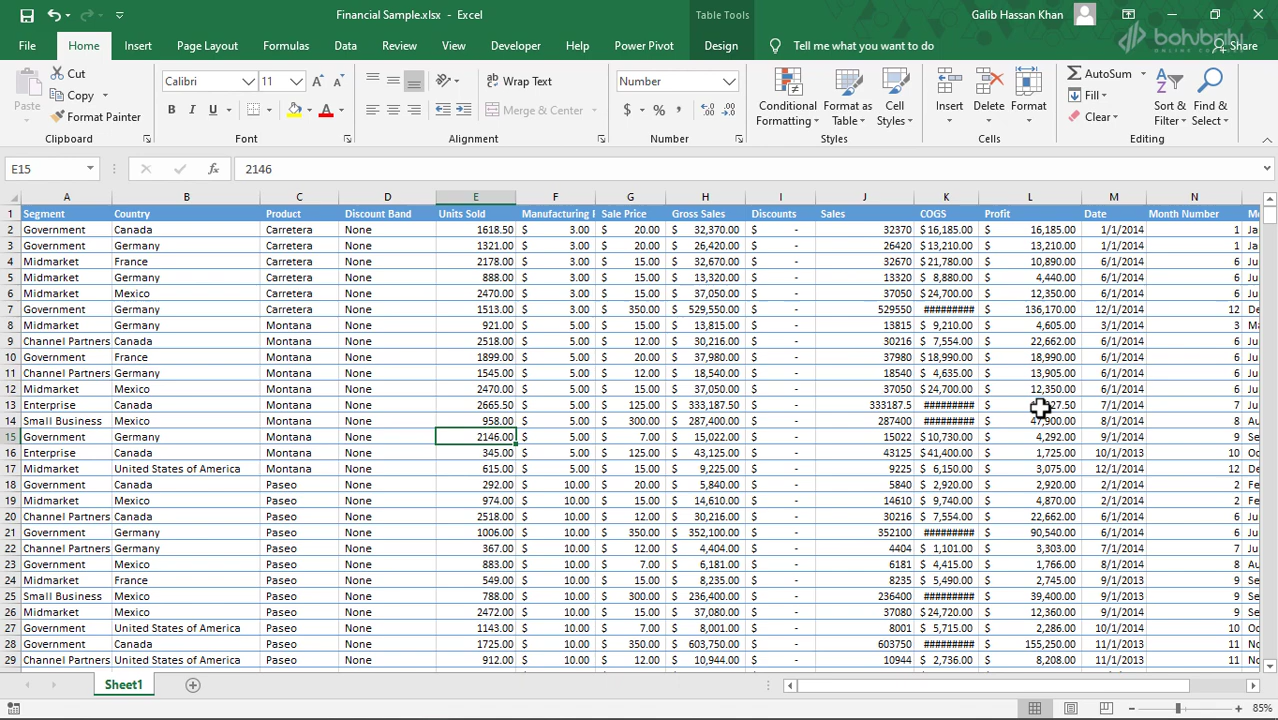 Financial Sample.xlsx - Excel
Table Tools
Galib Hassan Khan
bohubrihi
ONLINE
File Home Insert Page Layout Formulas Data Review View Developer Help Power Pivot Design Tell me what you want to do Share
Cut
Copy
Format Painter
Paste
Calibri 11
B I U
Wrap Text
Merge & Center
Number
$ % ,
Conditional Formatting
Format as Table
Cell Styles
Insert
Delete
Format
AutoSum
Fill
Clear
Sort & Filter
Find & Select
Clipboard Font Alignment Number Styles Cells Editing
E15 fx 2146
A B C D E F G H I J K L M N
1 Segment Country Product Discount Band Units Sold Manufacturing Sale Price Gross Sales Discounts Sales COGS Profit Date Month Number
2 Government Canada Carretera None 1618.50 $ 3.00 $ 20.00 $ 32,370.00 $ - 32370 $ 16,185.00 $ 16,185.00 1/1/2014 1 Ja
3 Government Germany Carretera None 1321.00 $ 3.00 $ 20.00 $ 26,420.00 $ - 26420 $ 13,210.00 $ 13,210.00 1/1/2014 1 Ja
4 Midmarket France Carretera None 2178.00 $ 3.00 $ 15.00 $ 32,670.00 $ - 32670 $ 21,780.00 $ 10,890.00 6/1/2014 6 Ju
5 Midmarket Germany Carretera None 888.00 $ 3.00 $ 15.00 $ 13,320.00 $ - 13320 $ 8,880.00 $ 4,440.00 6/1/2014 6 Ju
6 Midmarket Mexico Carretera None 2470.00 $ 3.00 $ 15.00 $ 37,050.00 $ - 37050 $ 24,700.00 $ 12,350.00 6/1/2014 6 Ju
7 Government Germany Carretera None 1513.00 $ 3.00 $ 350.00 $ 529,550.00 $ - 529550 ######### $ 136,170.00 12/1/2014 12 De
8 Midmarket Germany Montana None 921.00 $ 5.00 $ 15.00 $ 13,815.00 $ - 13815 $ 9,210.00 $ 4,605.00 3/1/2014 3 Ma
9 Channel Partners Canada Montana None 2518.00 $ 5.00 $ 12.00 $ 30,216.00 $ - 30216 $ 7,554.00 $ 22,662.00 6/1/2014 6 Ju
10 Government France Montana None 1899.00 $ 5.00 $ 20.00 $ 37,980.00 $ - 37980 $ 18,990.00 $ 18,990.00 6/1/2014 6 Ju
11 Channel Partners Germany Montana None 1545.00 $ 5.00 $ 12.00 $ 18,540.00 $ - 18540 $ 4,635.00 $ 13,905.00 6/1/2014 6 Ju
12 Midmarket Mexico Montana None 2470.00 $ 5.00 $ 15.00 $ 37,050.00 $ - 37050 $ 24,700.00 $ 12,350.00 6/1/2014 6 Ju
13 Enterprise Canada Montana None 2665.50 $ 5.00 $ 125.00 $ 333,187.50 $ - 333187.5 ######### $ 7/1/2014 7 Ju
14 Small Business Mexico Montana None 958.00 $ 5.00 $ 300.00 $ 287,400.00 $ - 287400 ######### $ 47,900.00 8/1/2014 8 Au
15 Government Germany Montana None 2146.00 $ 5.00 $ 7.00 $ 15,022.00 $ - 15022 $ 10,730.00 $ 4,292.00 9/1/2014 9 Se
16 Enterprise Canada Montana None 345.00 $ 5.00 $ 125.00 $ 43,125.00 $ - 43125 $ 41,400.00 $ 1,725.00 10/1/2013 10 Oc
17 Midmarket United States of America Montana None 615.00 $ 5.00 $ 15.00 $ 9,225.00 $ - 9225 $ 6,150.00 $ 3,075.00 12/1/2014 12 De
18 Government Canada Paseo None 292.00 $ 10.00 $ 20.00 $ 5,840.00 $ - 5840 $ 2,920.00 $ 2,920.00 2/1/2014 2 Fe
19 Midmarket Mexico Paseo None 974.00 $ 10.00 $ 15.00 $ 14,610.00 $ - 14610 $ 9,740.00 $ 4,870.00 2/1/2014 2 Fe
20 Channel Partners Canada Paseo None 2518.00 $ 10.00 $ 12.00 $ 30,216.00 $ - 30216 $ 7,554.00 $ 22,662.00 6/1/2014 6 Ju
21 Government Germany Paseo None 1006.00 $ 10.00 $ 350.00 $ 352,100.00 $ - 352100 ######### $ 90,540.00 6/1/2014 6 Ju
22 Channel Partners Germany Paseo None 367.00 $ 10.00 $ 12.00 $ 4,404.00 $ - 4404 $ 1,101.00 $ 3,303.00 7/1/2014 7 Ju
23 Government Mexico Paseo None 883.00 $ 10.00 $ 7.00 $ 6,181.00 $ - 6181 $ 4,415.00 $ 1,766.00 8/1/2014 8 Au
24 Midmarket France Paseo None 549.00 $ 10.00 $ 15.00 $ 8,235.00 $ - 8235 $ 5,490.00 $ 2,745.00 9/1/2013 9 Se
25 Small Business Mexico Paseo None 788.00 $ 10.00 $ 300.00 $ 236,400.00 $ - 236400 ######### $ 39,400.00 9/1/2013 9 Se
26 Midmarket Mexico Paseo None 2472.00 $ 10.00 $ 15.00 $ 37,080.00 $ - 37080 $ 24,720.00 $ 12,360.00 9/1/2014 9 Se
27 Government United States of America Paseo None 1143.00 $ 10.00 $ 7.00 $ 8,001.00 $ - 8001 $ 5,715.00 $ 2,286.00 10/1/2014 10 Oc
28 Government Canada Paseo None 1725.00 $ 10.00 $ 350.00 $ 603,750.00 $ - 603750 ######### $ 155,250.00 11/1/2013 11 No
29 Channel Partners United States of America Paseo None 912.00 $ 10.00 $ 12.00 $ 10,944.00 $ - 10944 $ 2,736.00 $ 8,208.00 11/1/2013 11 No
Sheet1
85%